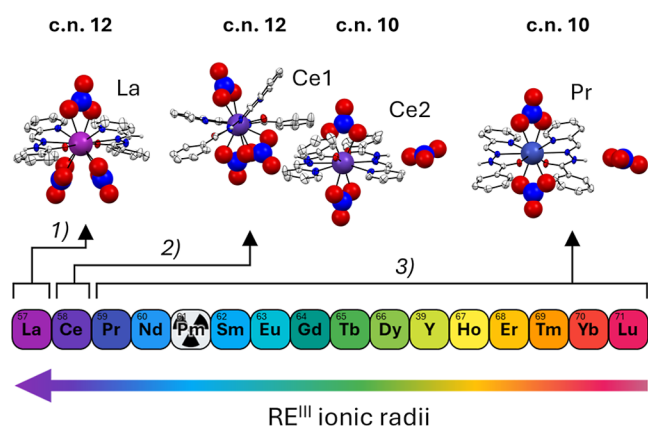 c.n. 12 c.n. 12 c.n. 10 c.n. 10
La Ce1 Ce2 Pr
1) 2) 3)
57 58 59 60 61 62 63 64 65 66 39 67 68 69 70 71
La Ce Pr Nd Pm Sm Eu Gd Tb Dy Y Ho Er Tm Yb Lu
RE^III ionic radii